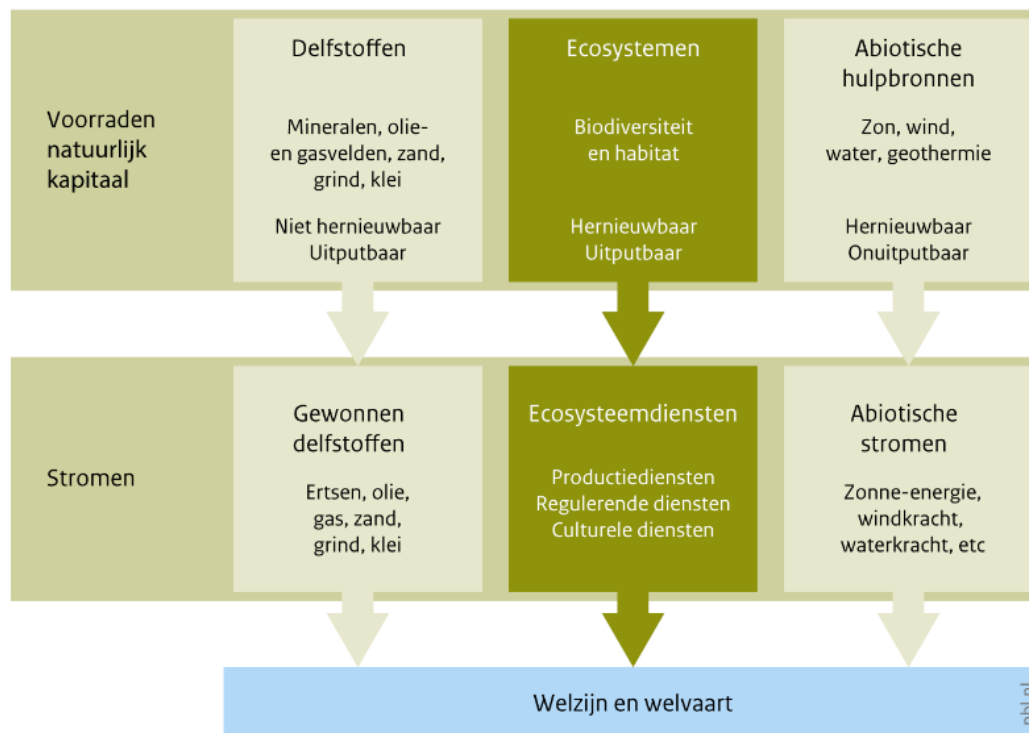 Delfstoffen
Mineralen, olie-
en gasvelden, zand,
grind, klei
Niet hernieuwbaar
Uitputbaar
Ecosystemen
Biodiversiteit
en habitat
Hernieuwbaar
Uitputbaar
Abiotische
hulpbronnen
Zon, wind,
water, geothermie
Hernieuwbaar
Onuitputbaar
Voorraden
natuurlijk
kapitaal
Stromen
Gewonnen
delfstoffen
Ertsen, olie,
gas, zand,
grind, klei
Ecosysteemdiensten
Productiediensten
Regulerende diensten
Culturele diensten
Abiotische
stromen
Zonne-energie,
windkracht,
waterkracht, etc
Welzijn en welvaart
pbl.nl